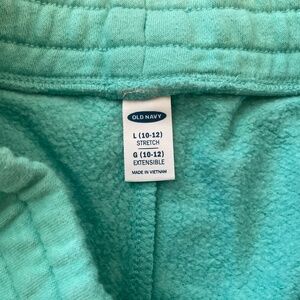 OLD NAVY
L (10-12)
STRETCH
G (10-12)
EXTENSIBLE
MADE IN VIETNAM